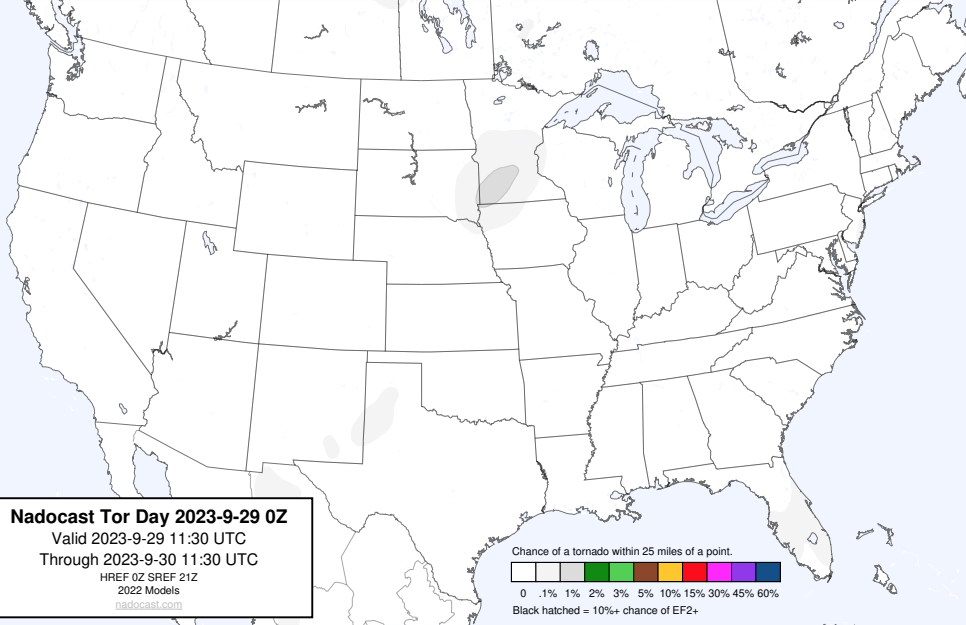 Nadocast Tor Day 2023-9-29 0Z
Valid 2023-9-29 11:30 UTC
Through 2023-9-30 11:30 UTC
HREF 0Z SREF 21Z
2022 Models
nadocast.com
Chance of a tornado within 25 miles of a point.
0 .1% 1% 2% 3% 5% 10% 15% 30% 45% 60%
Black hatched = 10%+ chance of EF2+